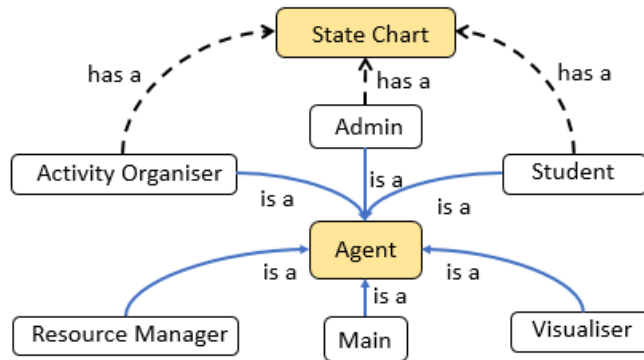 State Chart
has a
has a
has a
Admin
Activity Organiser
Student
is a
is a
is a
Agent
is a
is a
is a
Resource Manager
Main
Visualiser